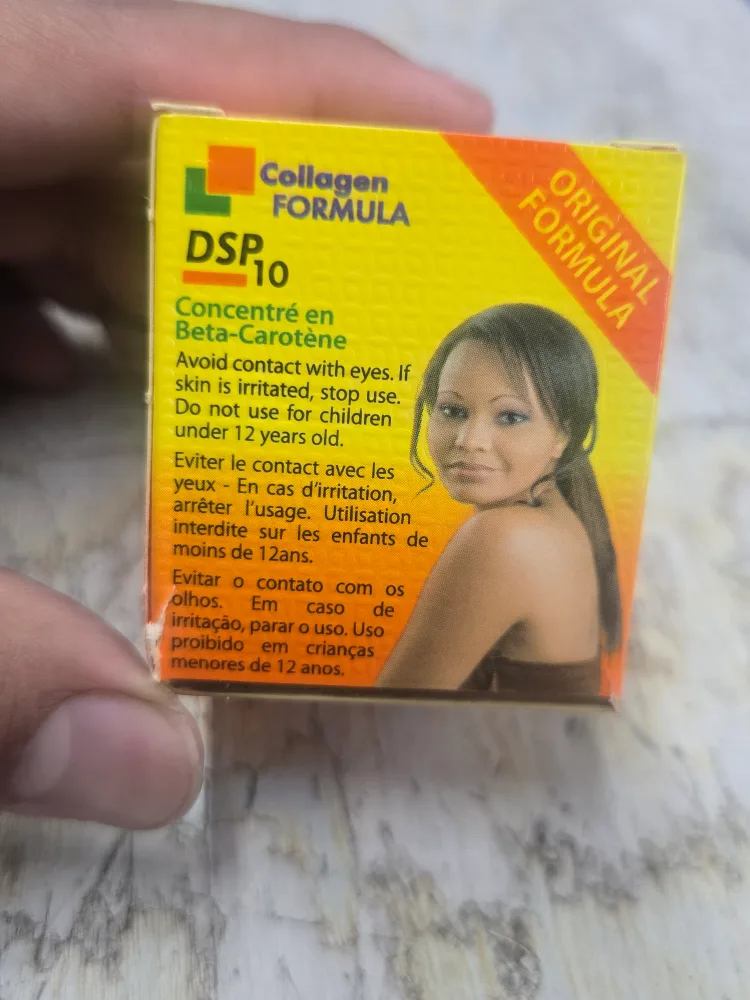 Collagen
FORMULA
ORIGINAL
FORMULA
DSP 10
Concentré en
Beta-Carotène
Avoid contact with eyes. If
skin is irritated, stop use.
Do not use for children
under 12 years old.
Eviter le contact avec les
yeux - En cas d'irritation,
arrêter l'usage. Utilisation
interdite sur les enfants de
moins de 12ans.
Evitar o contato com os
olhos. Em caso de
irritação, parar o uso. Uso
proibido em crianças
menores de 12 anos.